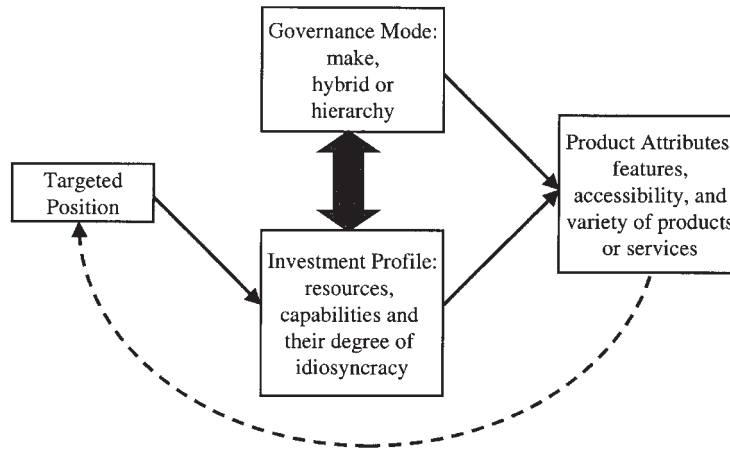 Governance Mode:
make,
hybrid or
hierarchy
Targeted
Position
Investment Profile:
resources,
capabilities and
their degree of
idiosyncracy
Product Attributes
features,
accessibility, and
variety of products
or services